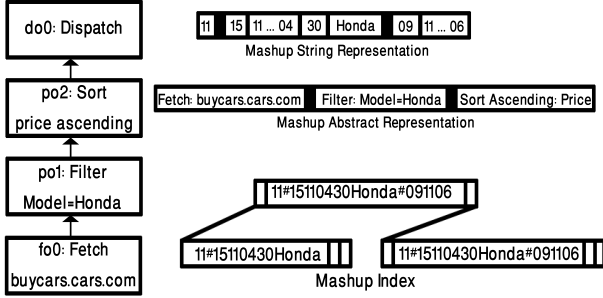 do0: Dispatch
po2: Sort
price ascending
po1: Filter
Model=Honda
fo0: Fetch
buycars.cars.com
11 15 11 ... 04 30 Honda 09 11 ... 06
Mashup String Representation
Fetch: buycars.cars.com Filter: Model=Honda Sort Ascending: Price
Mashup Abstract Representation
11#15110430Honda#091106
11#15110430Honda
11#15110430Honda#091106
Mashup Index